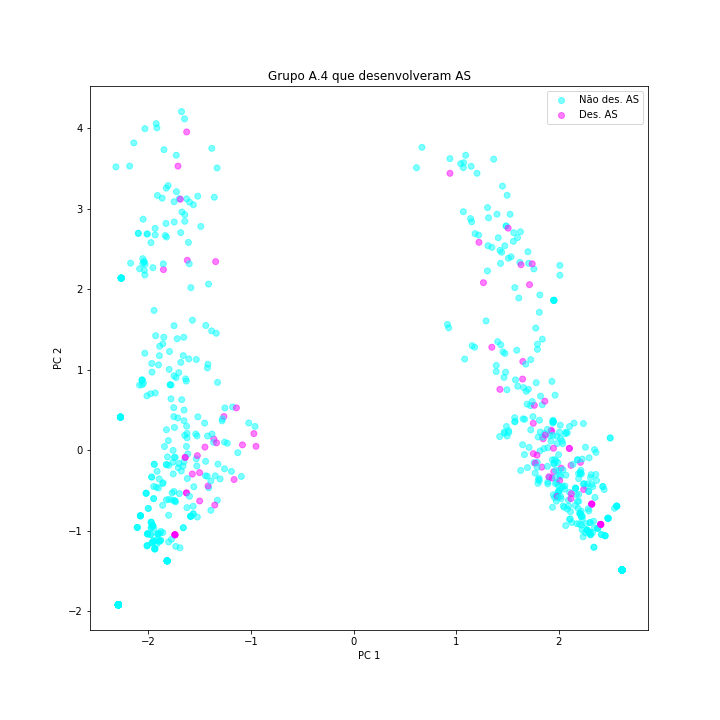 Grupo A.4 que desenvolveram AS
Não des. AS
Des. AS
4
3
2
1
0
−1
−2
PC 2
−2 −1 0 1 2
PC 1